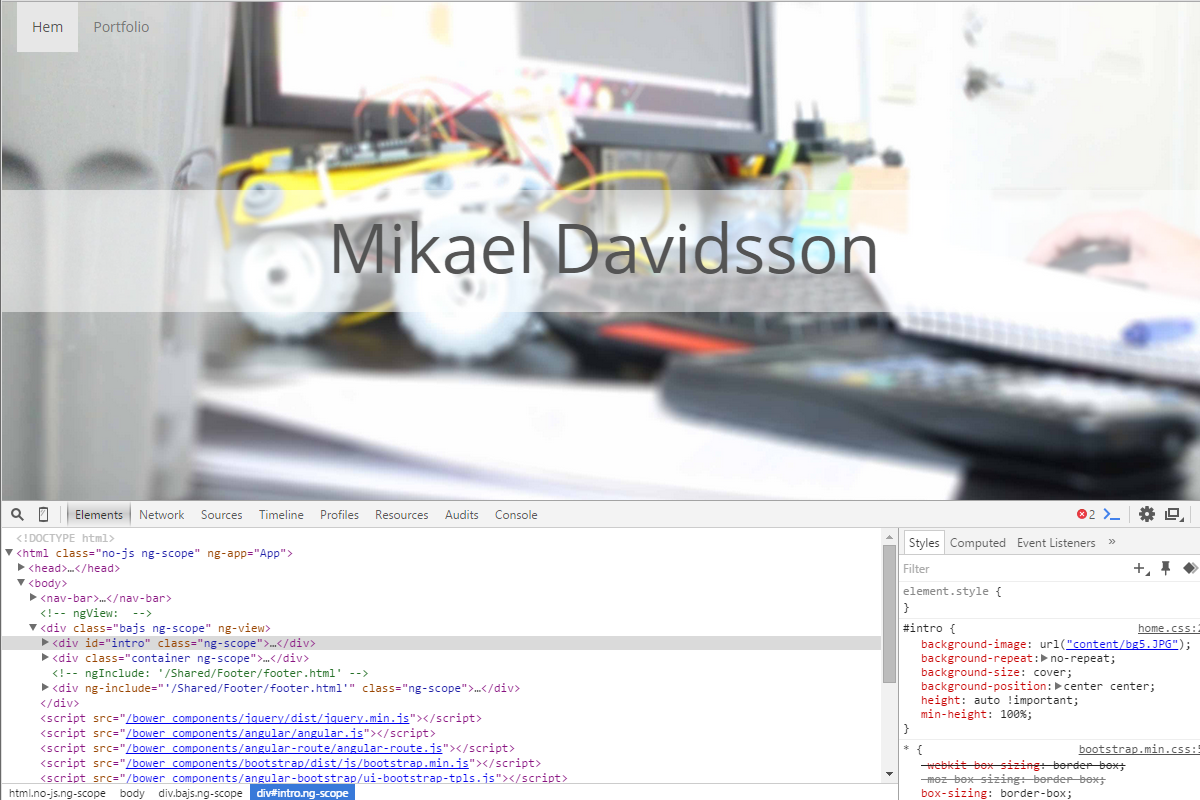 Hem Portfolio
Mikael Davidsson
Elements Network Sources Timeline Profiles Resources Audits Console 2
<!DOCTYPE html>
<html class="no-js ng-scope" ng-app="App">
<head>…</head>
<body>
<nav-bar>…</nav-bar>
<!-- ngView:  -->
<div class="bajs ng-scope" ng-view>
<div id="intro" class="ng-scope">…</div>
<div class="container ng-scope">…</div>
<!-- ngInclude: '/Shared/Footer/footer.html' -->
<div ng-include="'/Shared/Footer/footer.html'" class="ng-scope">…</div>
</div>
<script src="/bower_components/jquery/dist/jquery.min.js"></script>
<script src="/bower_components/angular/angular.js"></script>
<script src="/bower_components/angular-route/angular-route.js"></script>
<script src="/bower_components/bootstrap/dist/js/bootstrap.min.js"></script>
<script src="/bower_components/angular-bootstrap/ui-bootstrap-tpls.js"></script>
html.no-js.ng-scope body div.bajs.ng-scope div#intro.ng-scope
Styles Computed Event Listeners »
Filter
element.style {
}
#intro { home.css:2
background-image: url("content/bg5.JPG");
background-repeat: no-repeat;
background-size: cover;
background-position: center center;
height: auto !important;
min-height: 100%;
}
* { bootstrap.min.css:5
-webkit-box-sizing: border-box;
-moz-box-sizing: border-box;
box-sizing: border-box;